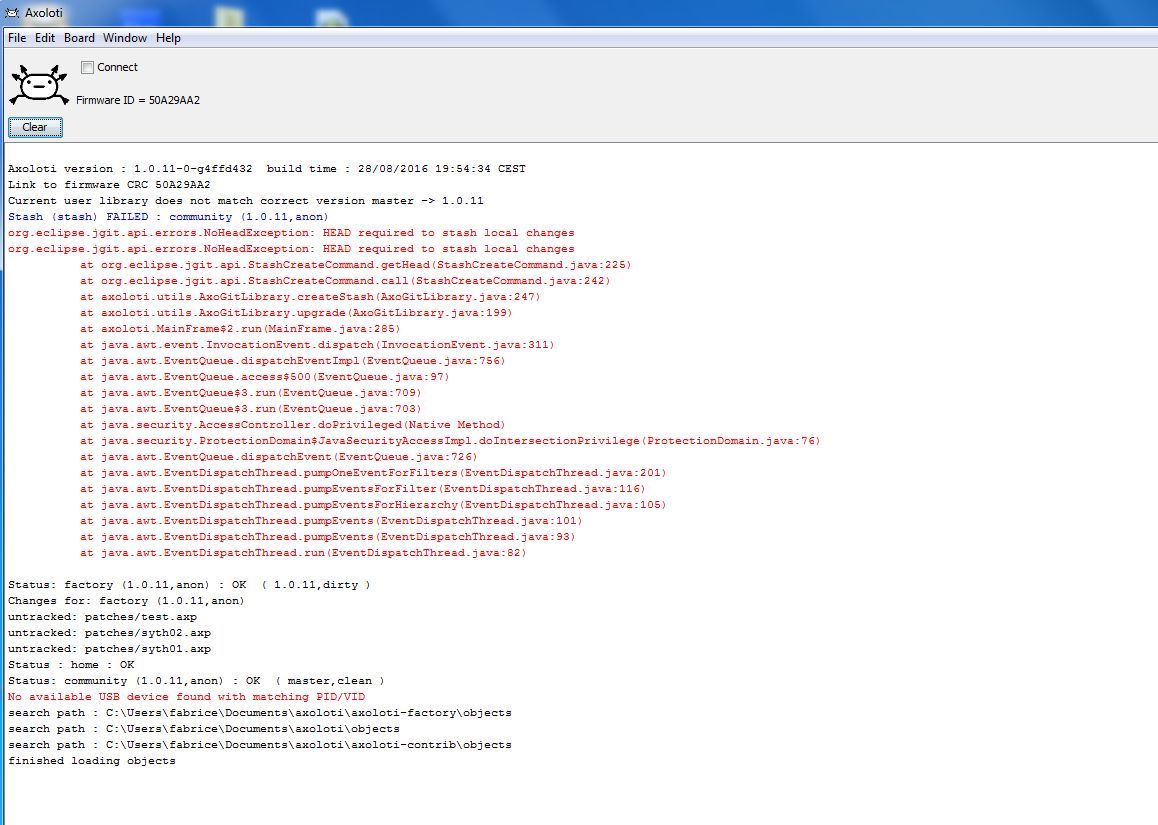 Axoloti
File Edit Board Window Help
Connect
Firmware ID = 50A29AA2
Clear
Axoloti version : 1.0.11-0-g4ffd432  build time : 28/08/2016 19:54:34 CEST
Link to firmware CRC 50A29AA2
Current user library does not match correct version master -> 1.0.11
Stash (stash) FAILED : community (1.0.11,anon)
org.eclipse.jgit.api.errors.NoHeadException: HEAD required to stash local changes
org.eclipse.jgit.api.errors.NoHeadException: HEAD required to stash local changes
at org.eclipse.jgit.api.StashCreateCommand.getHead(StashCreateCommand.java:225)
at org.eclipse.jgit.api.StashCreateCommand.call(StashCreateCommand.java:242)
at axoloti.utils.AxoGitLibrary.createStash(AxoGitLibrary.java:247)
at axoloti.utils.AxoGitLibrary.upgrade(AxoGitLibrary.java:199)
at axoloti.MainFrame$2.run(MainFrame.java:285)
at java.awt.event.InvocationEvent.dispatch(InvocationEvent.java:311)
at java.awt.EventQueue.dispatchEventImpl(EventQueue.java:756)
at java.awt.EventQueue.access$500(EventQueue.java:97)
at java.awt.EventQueue$3.run(EventQueue.java:709)
at java.awt.EventQueue$3.run(EventQueue.java:703)
at java.security.AccessController.doPrivileged(Native Method)
at java.security.ProtectionDomain$JavaSecurityAccessImpl.doIntersectionPrivilege(ProtectionDomain.java:76)
at java.awt.EventQueue.dispatchEvent(EventQueue.java:726)
at java.awt.EventDispatchThread.pumpOneEventForFilters(EventDispatchThread.java:201)
at java.awt.EventDispatchThread.pumpEventsForFilter(EventDispatchThread.java:116)
at java.awt.EventDispatchThread.pumpEventsForHierarchy(EventDispatchThread.java:105)
at java.awt.EventDispatchThread.pumpEvents(EventDispatchThread.java:101)
at java.awt.EventDispatchThread.pumpEvents(EventDispatchThread.java:93)
at java.awt.EventDispatchThread.run(EventDispatchThread.java:82)
Status: factory (1.0.11,anon) : OK  ( 1.0.11,dirty )
Changes for: factory (1.0.11,anon)
untracked: patches/test.axp
untracked: patches/syth02.axp
untracked: patches/syth01.axp
Status : home : OK
Status: community (1.0.11,anon) : OK  ( master,clean )
No available USB device found with matching PID/VID
search path : C:\Users\fabrice\Documents\axoloti\axoloti-factory\objects
search path : C:\Users\fabrice\Documents\axoloti\objects
search path : C:\Users\fabrice\Documents\axoloti\axoloti-contrib\objects
finished loading objects